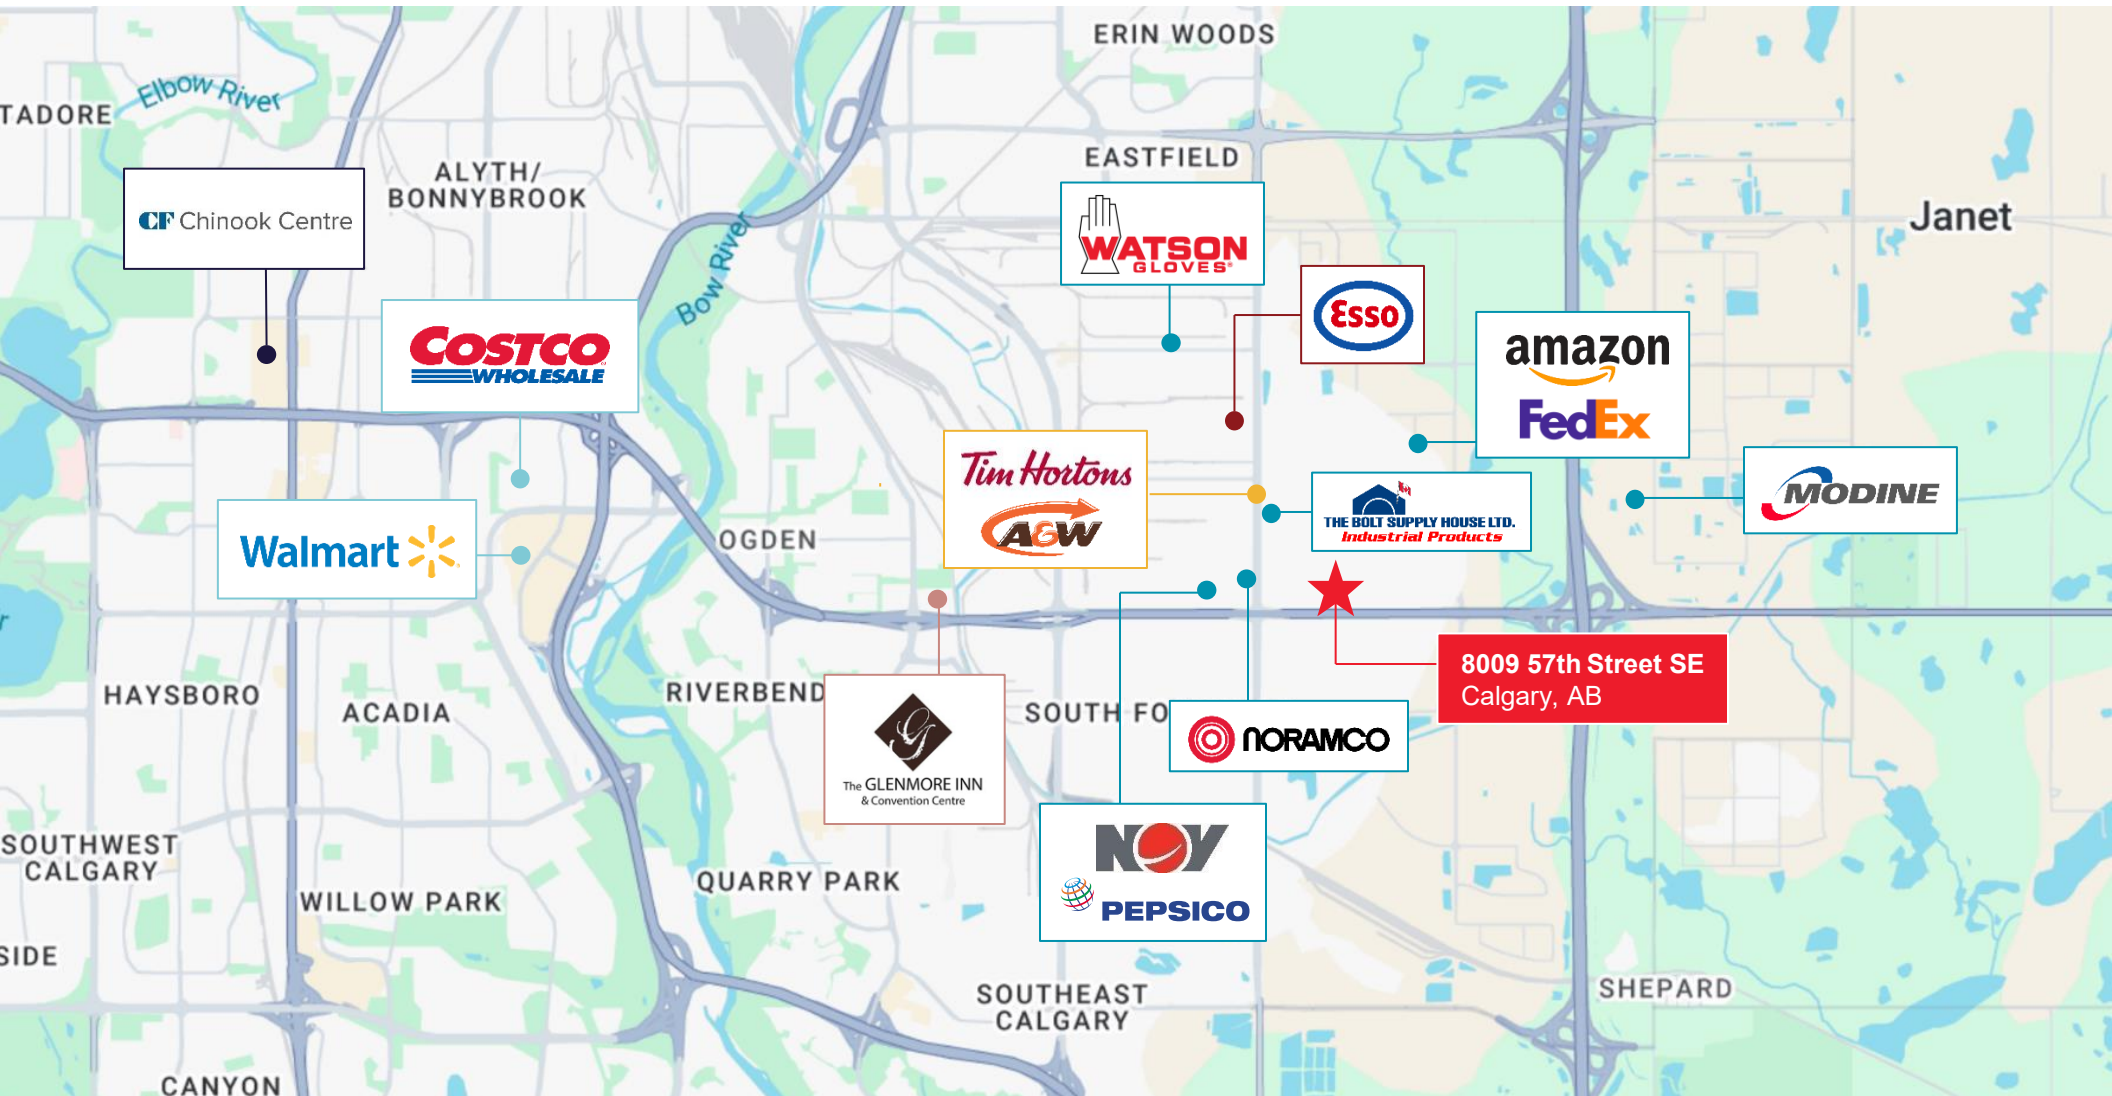 ERIN WOODS
Elbow River
TADORE
ALYTH/
BONNYBROOK
EASTFIELD
CF Chinook Centre
WATSON
GLOVES®
Janet
Bow River
Esso
COSTCO
WHOLESALE
amazon
FedEx
Tim Hortons
A&W
MODINE
THE BOLT SUPPLY HOUSE LTD.
Industrial Products
Walmart
OGDEN
8009 57th Street SE
Calgary, AB
HAYSBORO
ACADIA
RIVERBEND
SOUTH FO
The GLENMORE INN
& Convention Centre
NORAMCO
NOV
PEPSICO
SOUTHWEST
CALGARY
WILLOW PARK
QUARRY PARK
SIDE
SOUTHEAST
CALGARY
SHEPARD
CANYON